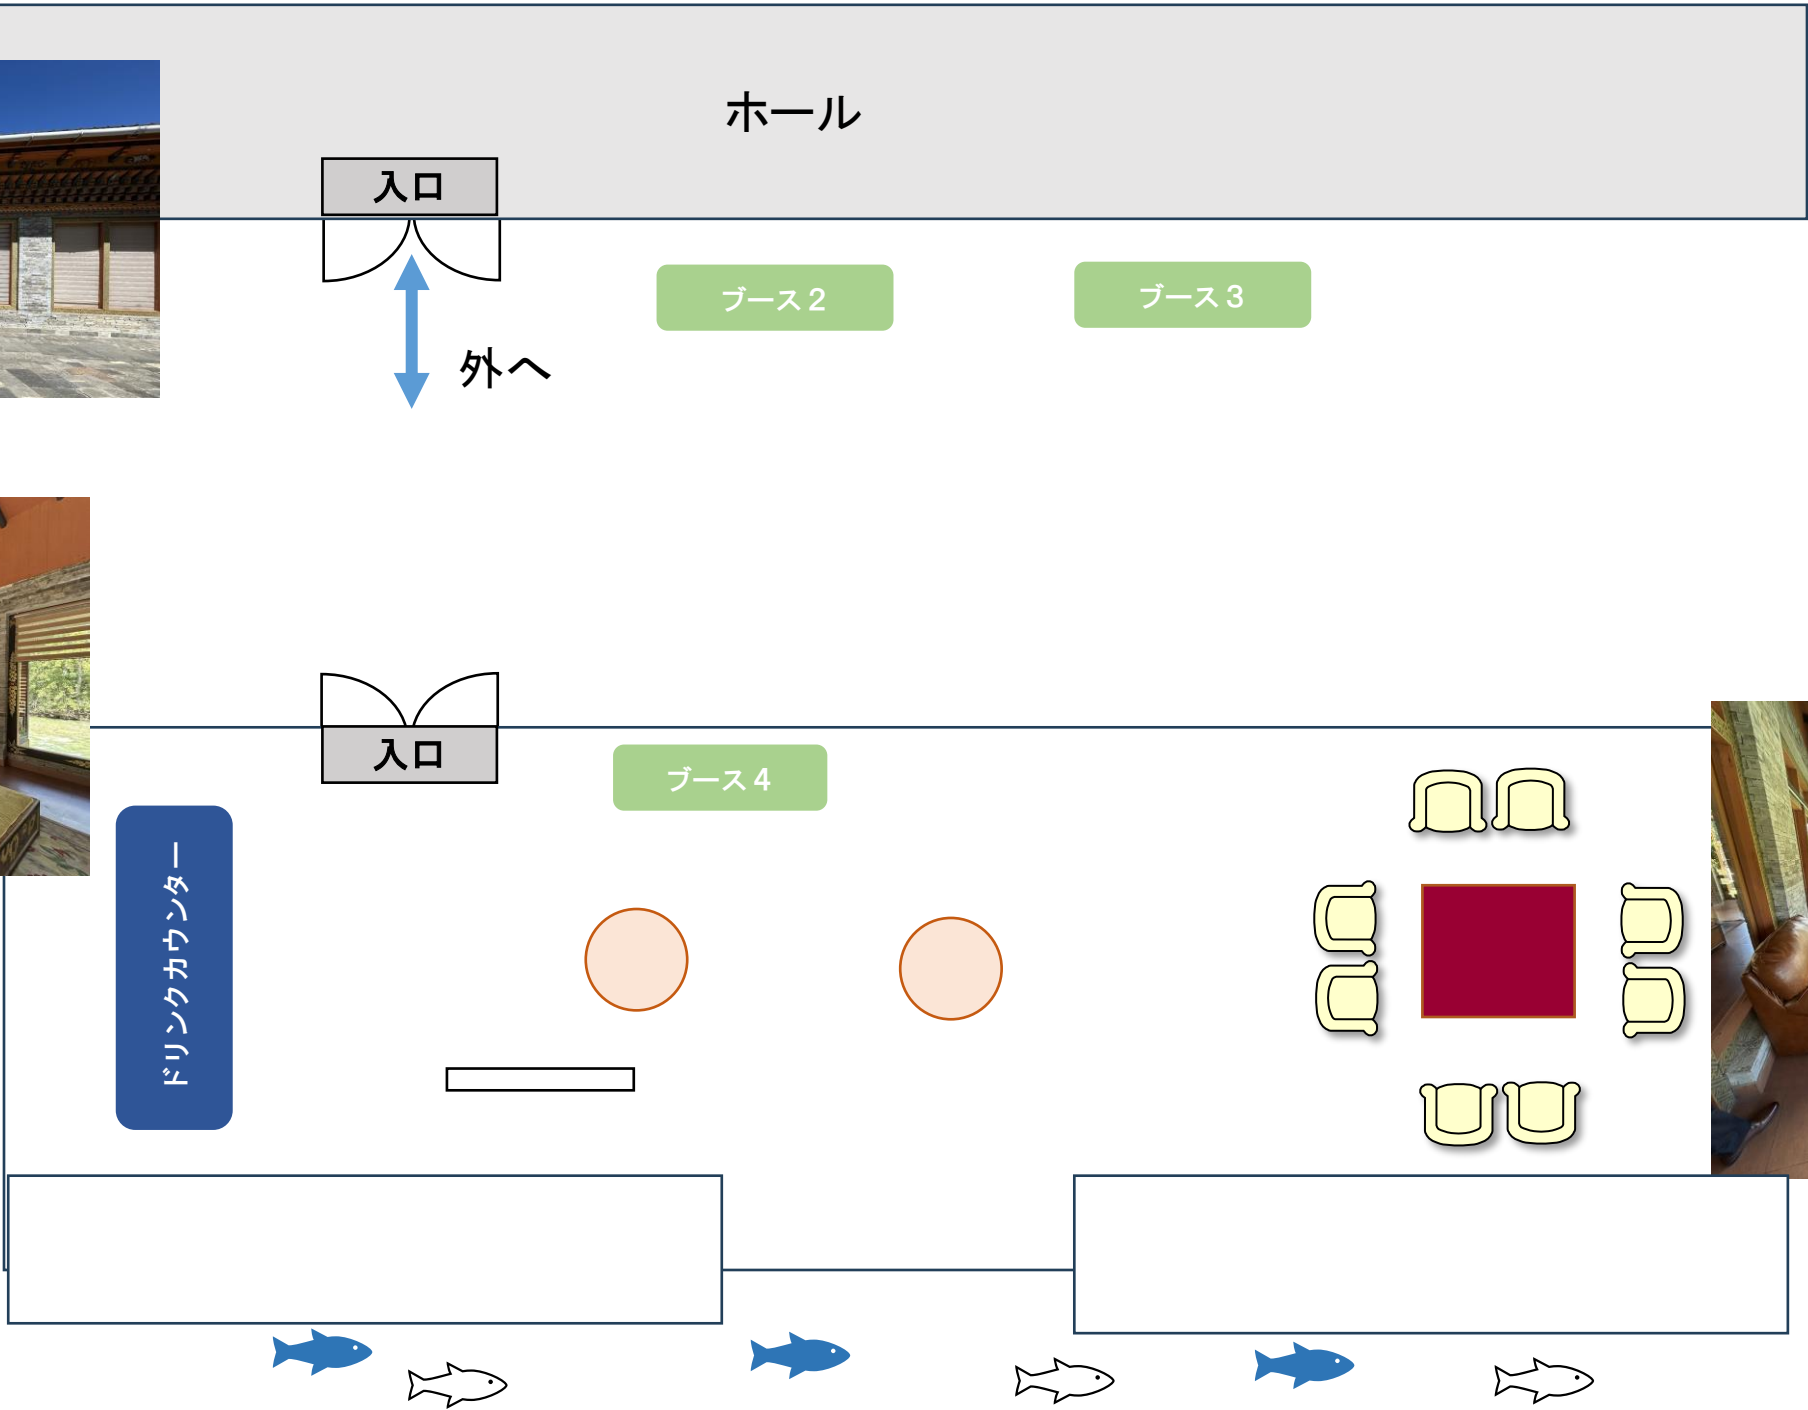 ホール
入口
ブース２
ブース３
外へ
入口
ブース４
ドリンクカウンター